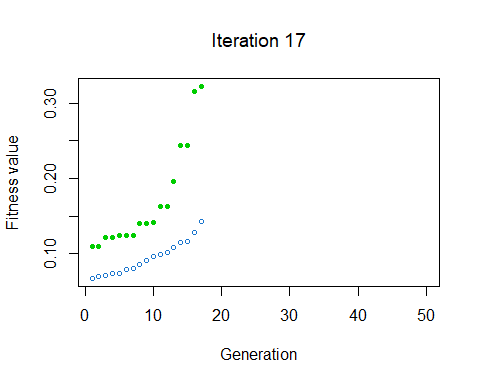 Iteration 17
Fitness value
0.30
0.20
0.10
0 10 20 30 40 50
Generation